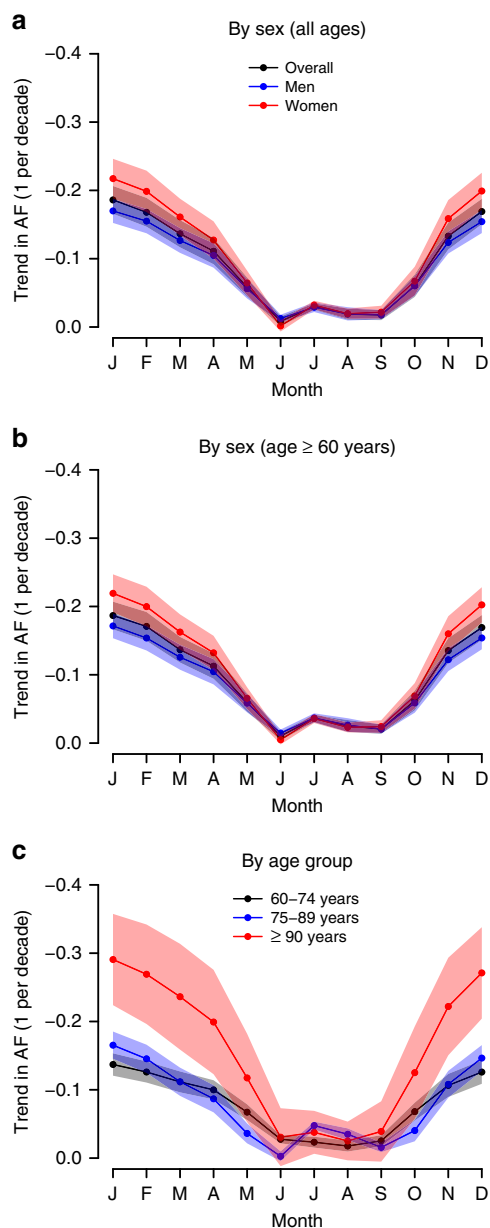 a
By sex (all ages)
Overall
Men
Women
Trend in AF (1 per decade)
−0.4
−0.3
−0.2
−0.1
0.0
J F M A M J J A S O N D
Month
b
By sex (age ≥ 60 years)
Trend in AF (1 per decade)
−0.4
−0.3
−0.2
−0.1
0.0
J F M A M J J A S O N D
Month
c
By age group
60–74 years
75–89 years
≥ 90 years
Trend in AF (1 per decade)
−0.4
−0.3
−0.2
−0.1
0.0
J F M A M J J A S O N D
Month